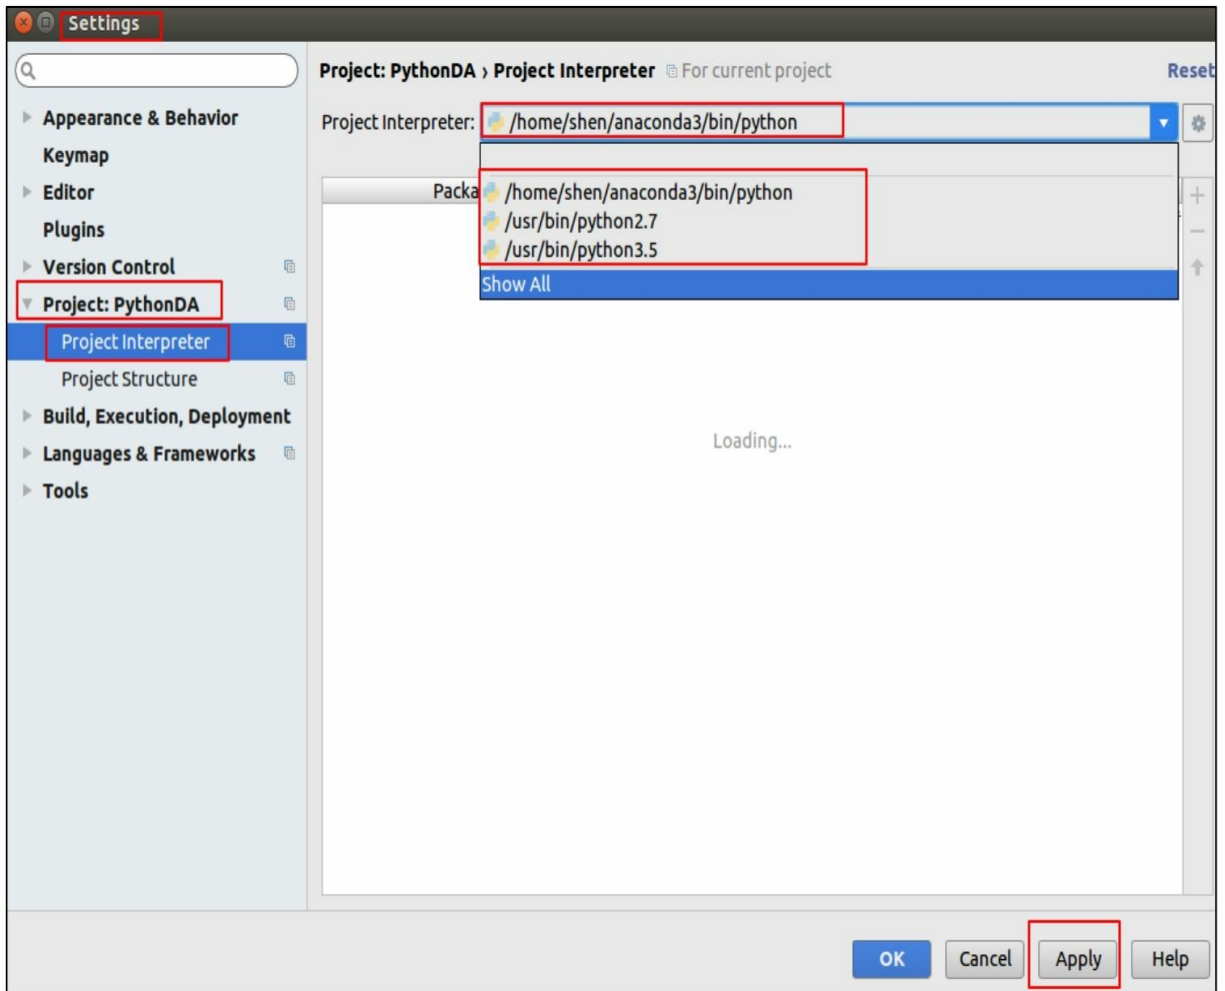 Settings
Project: PythonDA › Project Interpreter For current project Reset
Appearance & Behavior
Keymap
Editor
Plugins
Version Control
Project: PythonDA
Project Interpreter
Project Structure
Build, Execution, Deployment
Languages & Frameworks
Tools
Project Interpreter: /home/shen/anaconda3/bin/python
Packa
/home/shen/anaconda3/bin/python
/usr/bin/python2.7
/usr/bin/python3.5
Show All
Loading...
OK Cancel Apply Help